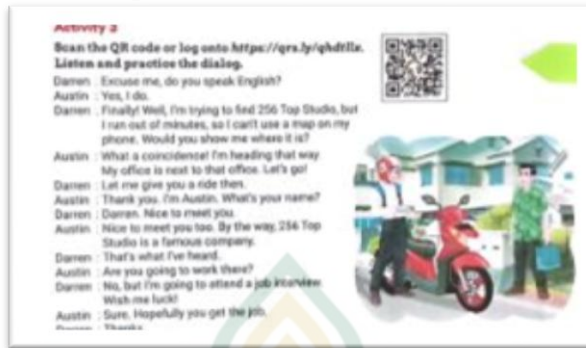 Activity 2
Scan the QR code or log onto https://qrs.ly/qhdtllz.
Listen and practice the dialog.
Darren : Excuse me, do you speak English?
Austin : Yes, I do.
Darren : Finally! Well, I'm trying to find 256 Top Studio, but
I run out of minutes, so I can't use a map on my
phone. Would you show me where it is?
Austin : What a coincidence! I'm heading that way.
My office is next to that office. Let's go!
Darren : Let me give you a ride then.
Austin : Thank you. I'm Austin. What's your name?
Darren : Darren. Nice to meet you.
Austin : Nice to meet you too. By the way, 256 Top
Studio is a famous company.
Darren : That's what I've heard.
Austin : Are you going to work there?
Darren : No, but I'm going to attend a job interview.
Wish me luck!
Austin : Sure. Hopefully you get the job.
Darren : Thanks